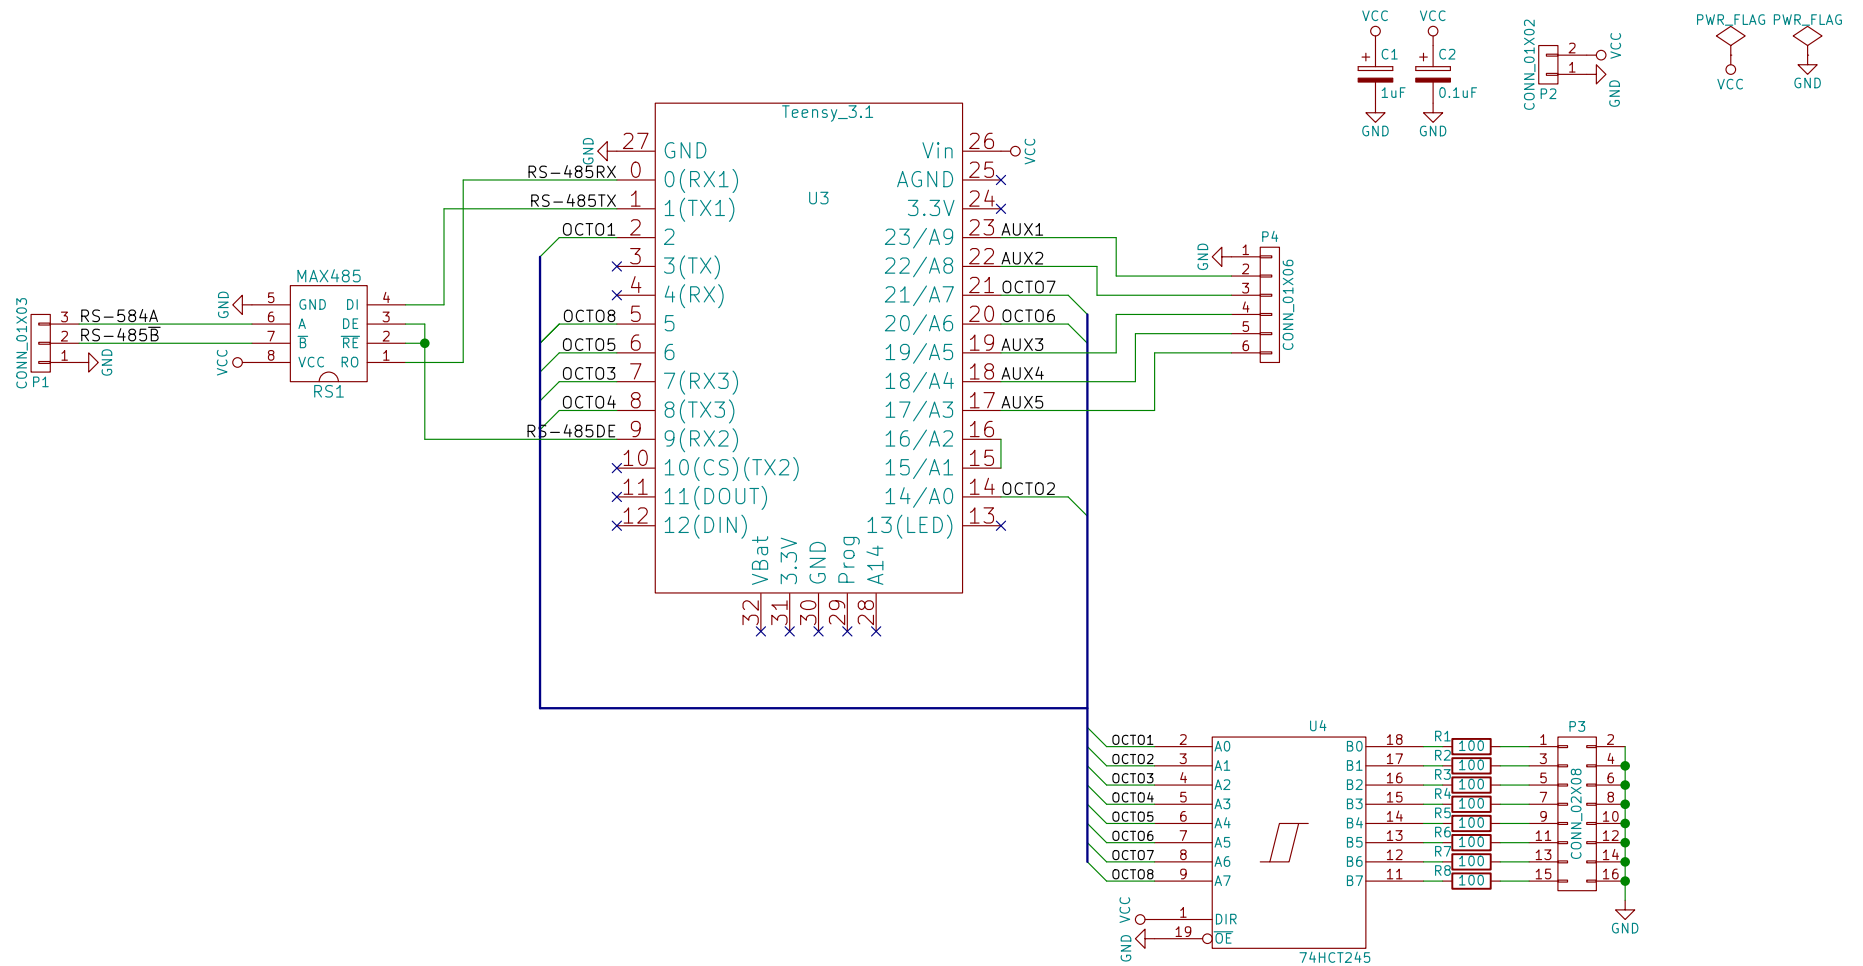 VCC
VCC
PWR_FLAG PWR_FLAG
+ C1
1uF
GND
+ C2
0.1uF
GND
CONN_01X02
2
1
P2
VCC
GND
VCC
GND
Teensy_3.1
U3
GND
27 GND
RS-485RX 0 0(RX1)
RS-485TX 1 1(TX1)
OCTO1 2 2
3 3(TX)
4 4(RX)
OCTO8 5 5
OCTO5 6 6
OCTO3 7 7(RX3)
OCTO4 8 8(TX3)
RS-485DE 9 9(RX2)
10 10(CS)(TX2)
11 11(DOUT)
12 12(DIN)
Vin 26 VCC
AGND 25
3.3V 24
23/A9 23 AUX1
22/A8 22 AUX2
21/A7 21 OCTO7
20/A6 20 OCTO6
19/A5 19 AUX3
18/A4 18 AUX4
17/A3 17 AUX5
16/A2 16
15/A1 15
14/A0 14 OCTO2
13(LED) 13
VBat
3.3V
GND
Prog
A14
32
31
30
29
28
P4
GND
1
2
3
4
5
6
CONN_01X06
MAX485
GND 5 GND DI 4
RS-584A 6 A DE 3
RS-485B̅ 7 B̅ R̅E̅ 2
VCC 8 VCC RO 1
RS1
CONN_01X03
3
2
1
GND
P1
U4
P3
OCTO1 2 A0 B0 18 R1 100 1 2
OCTO2 3 A1 B1 17 R2 100 3 4
OCTO3 4 A2 B2 16 R3 100 5 6
OCTO4 5 A3 B3 15 R4 100 7 8
OCTO5 6 A4 B4 14 R5 100 9 10
OCTO6 7 A5 B5 13 R6 100 11 12
OCTO7 8 A6 B6 12 R7 100 13 14
OCTO8 9 A7 B7 11 R8 100 15 16
CONN_02X08
VCC 1 DIR
GND 19 O̅E̅
74HCT245
GND